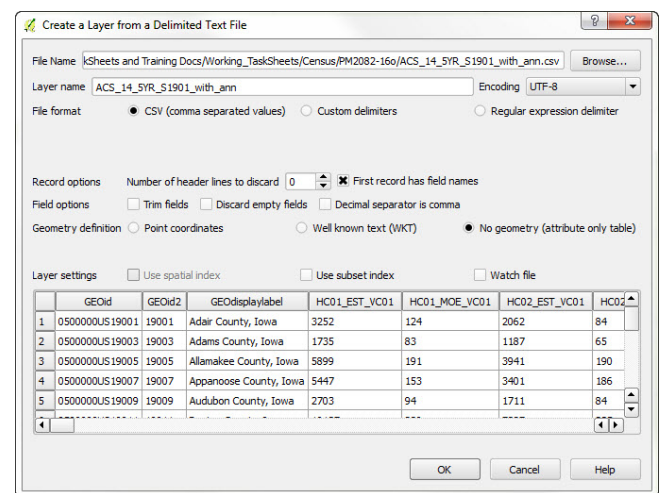 Create a Layer from a Delimited Text File
File Name kSheets and Training Docs/Working_TaskSheets/Census/PM2082-16o/ACS_14_5YR_S1901_with_ann.csv Browse...
Layer name ACS_14_5YR_S1901_with_ann Encoding UTF-8
File format CSV (comma separated values) Custom delimiters Regular expression delimiter
Record options Number of header lines to discard 0 First record has field names
Field options Trim fields Discard empty fields Decimal separator is comma
Geometry definition Point coordinates Well known text (WKT) No geometry (attribute only table)
Layer settings Use spatial index Use subset index Watch file
GEOid GEOid2 GEOdisplaylabel HC01_EST_VC01 HC01_MOE_VC01 HC02_EST_VC01 HC02
1 0500000US19001 19001 Adair County, Iowa 3252 124 2062 84
2 0500000US19003 19003 Adams County, Iowa 1735 83 1187 65
3 0500000US19005 19005 Allamakee County, Iowa 5899 191 3941 190
4 0500000US19007 19007 Appanoose County, Iowa 5447 153 3401 186
5 0500000US19009 19009 Audubon County, Iowa 2703 94 1711 84
OK Cancel Help